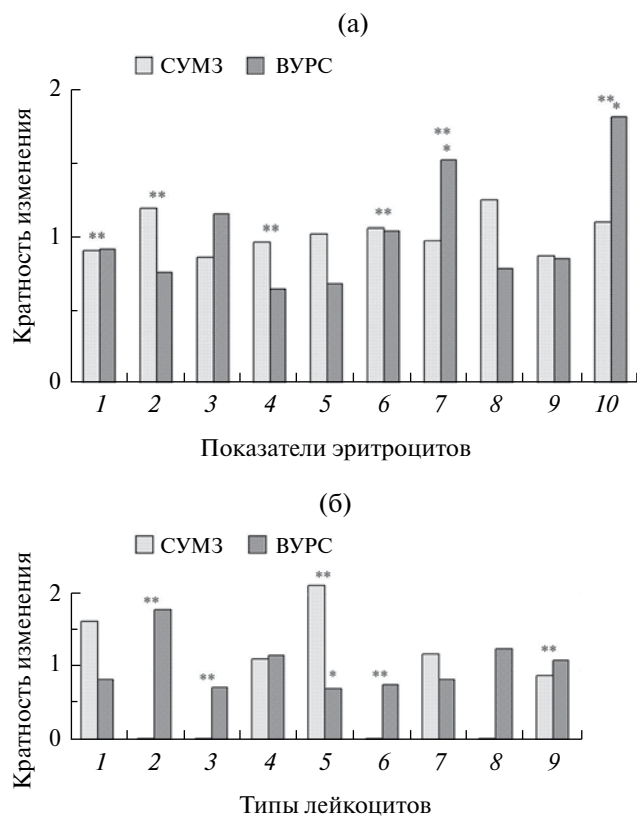 (а)
СУМЗ ВУРС
Кратность изменения
2
1
0
** ** ** ** ** * ** *
1 2 3 4 5 6 7 8 9 10
Показатели эритроцитов
(б)
СУМЗ ВУРС
Кратность изменения
2
1
0
** ** ** * ** **
1 2 3 4 5 6 7 8 9
Типы лейкоцитов